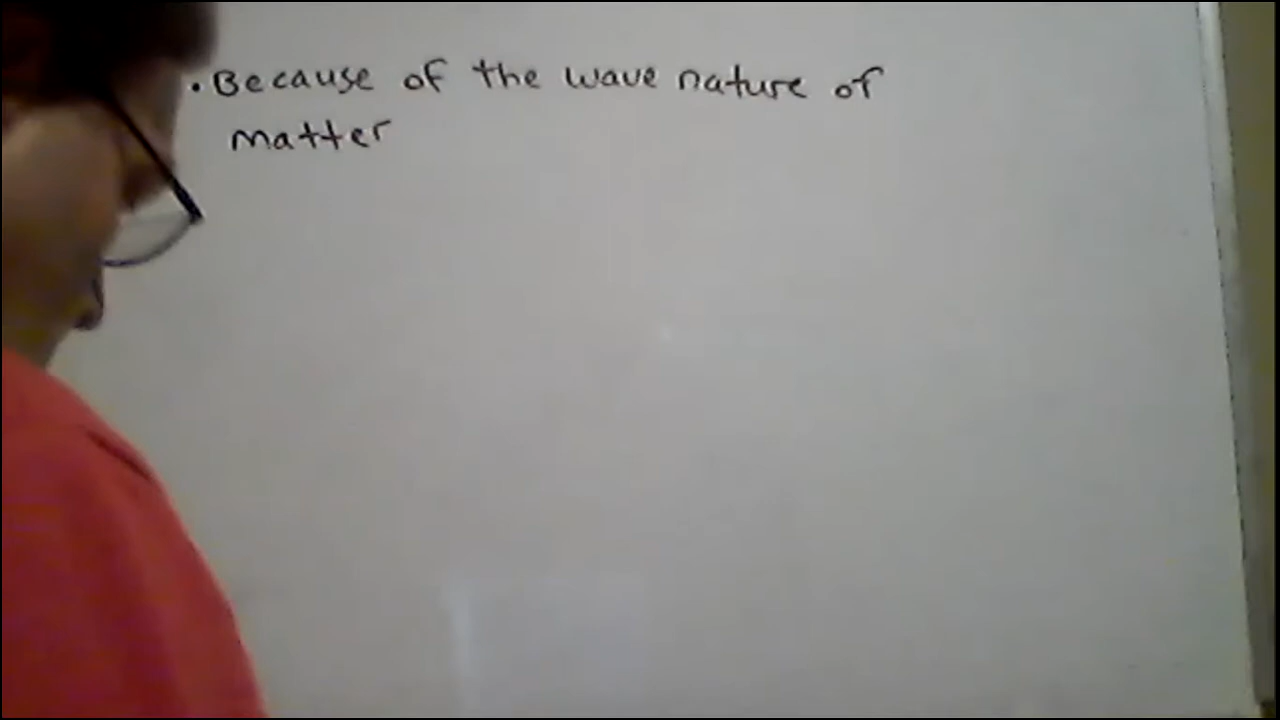 • Because of the wave nature of
matter